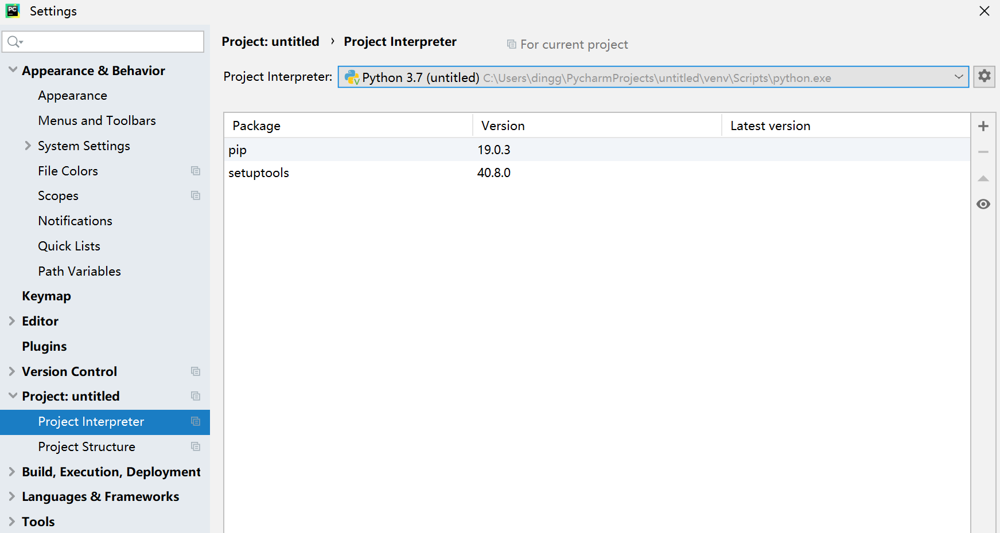 PC Settings
Appearance & Behavior
Appearance
Menus and Toolbars
System Settings
File Colors
Scopes
Notifications
Quick Lists
Path Variables
Keymap
Editor
Plugins
Version Control
Project: untitled
Project Interpreter
Project Structure
Build, Execution, Deployment
Languages & Frameworks
Tools
Project: untitled › Project Interpreter For current project
Project Interpreter: Python 3.7 (untitled) C:\Users\dingg\PycharmProjects\untitled\venv\Scripts\python.exe
Package Version Latest version
pip 19.0.3
setuptools 40.8.0